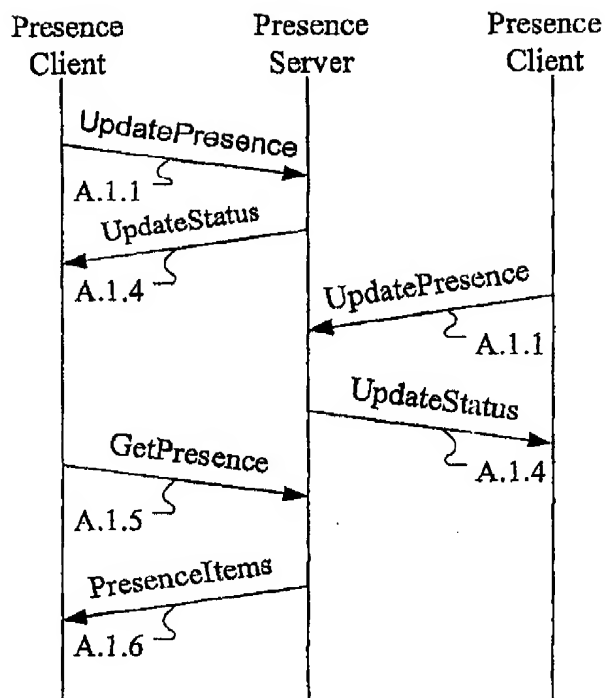 Presence
Client
Presence
Server
Presence
Client
UpdatePresence
A.1.1
UpdateStatus
A.1.4
UpdatePresence
A.1.1
UpdateStatus
A.1.4
GetPresence
A.1.5
PresenceItems
A.1.6